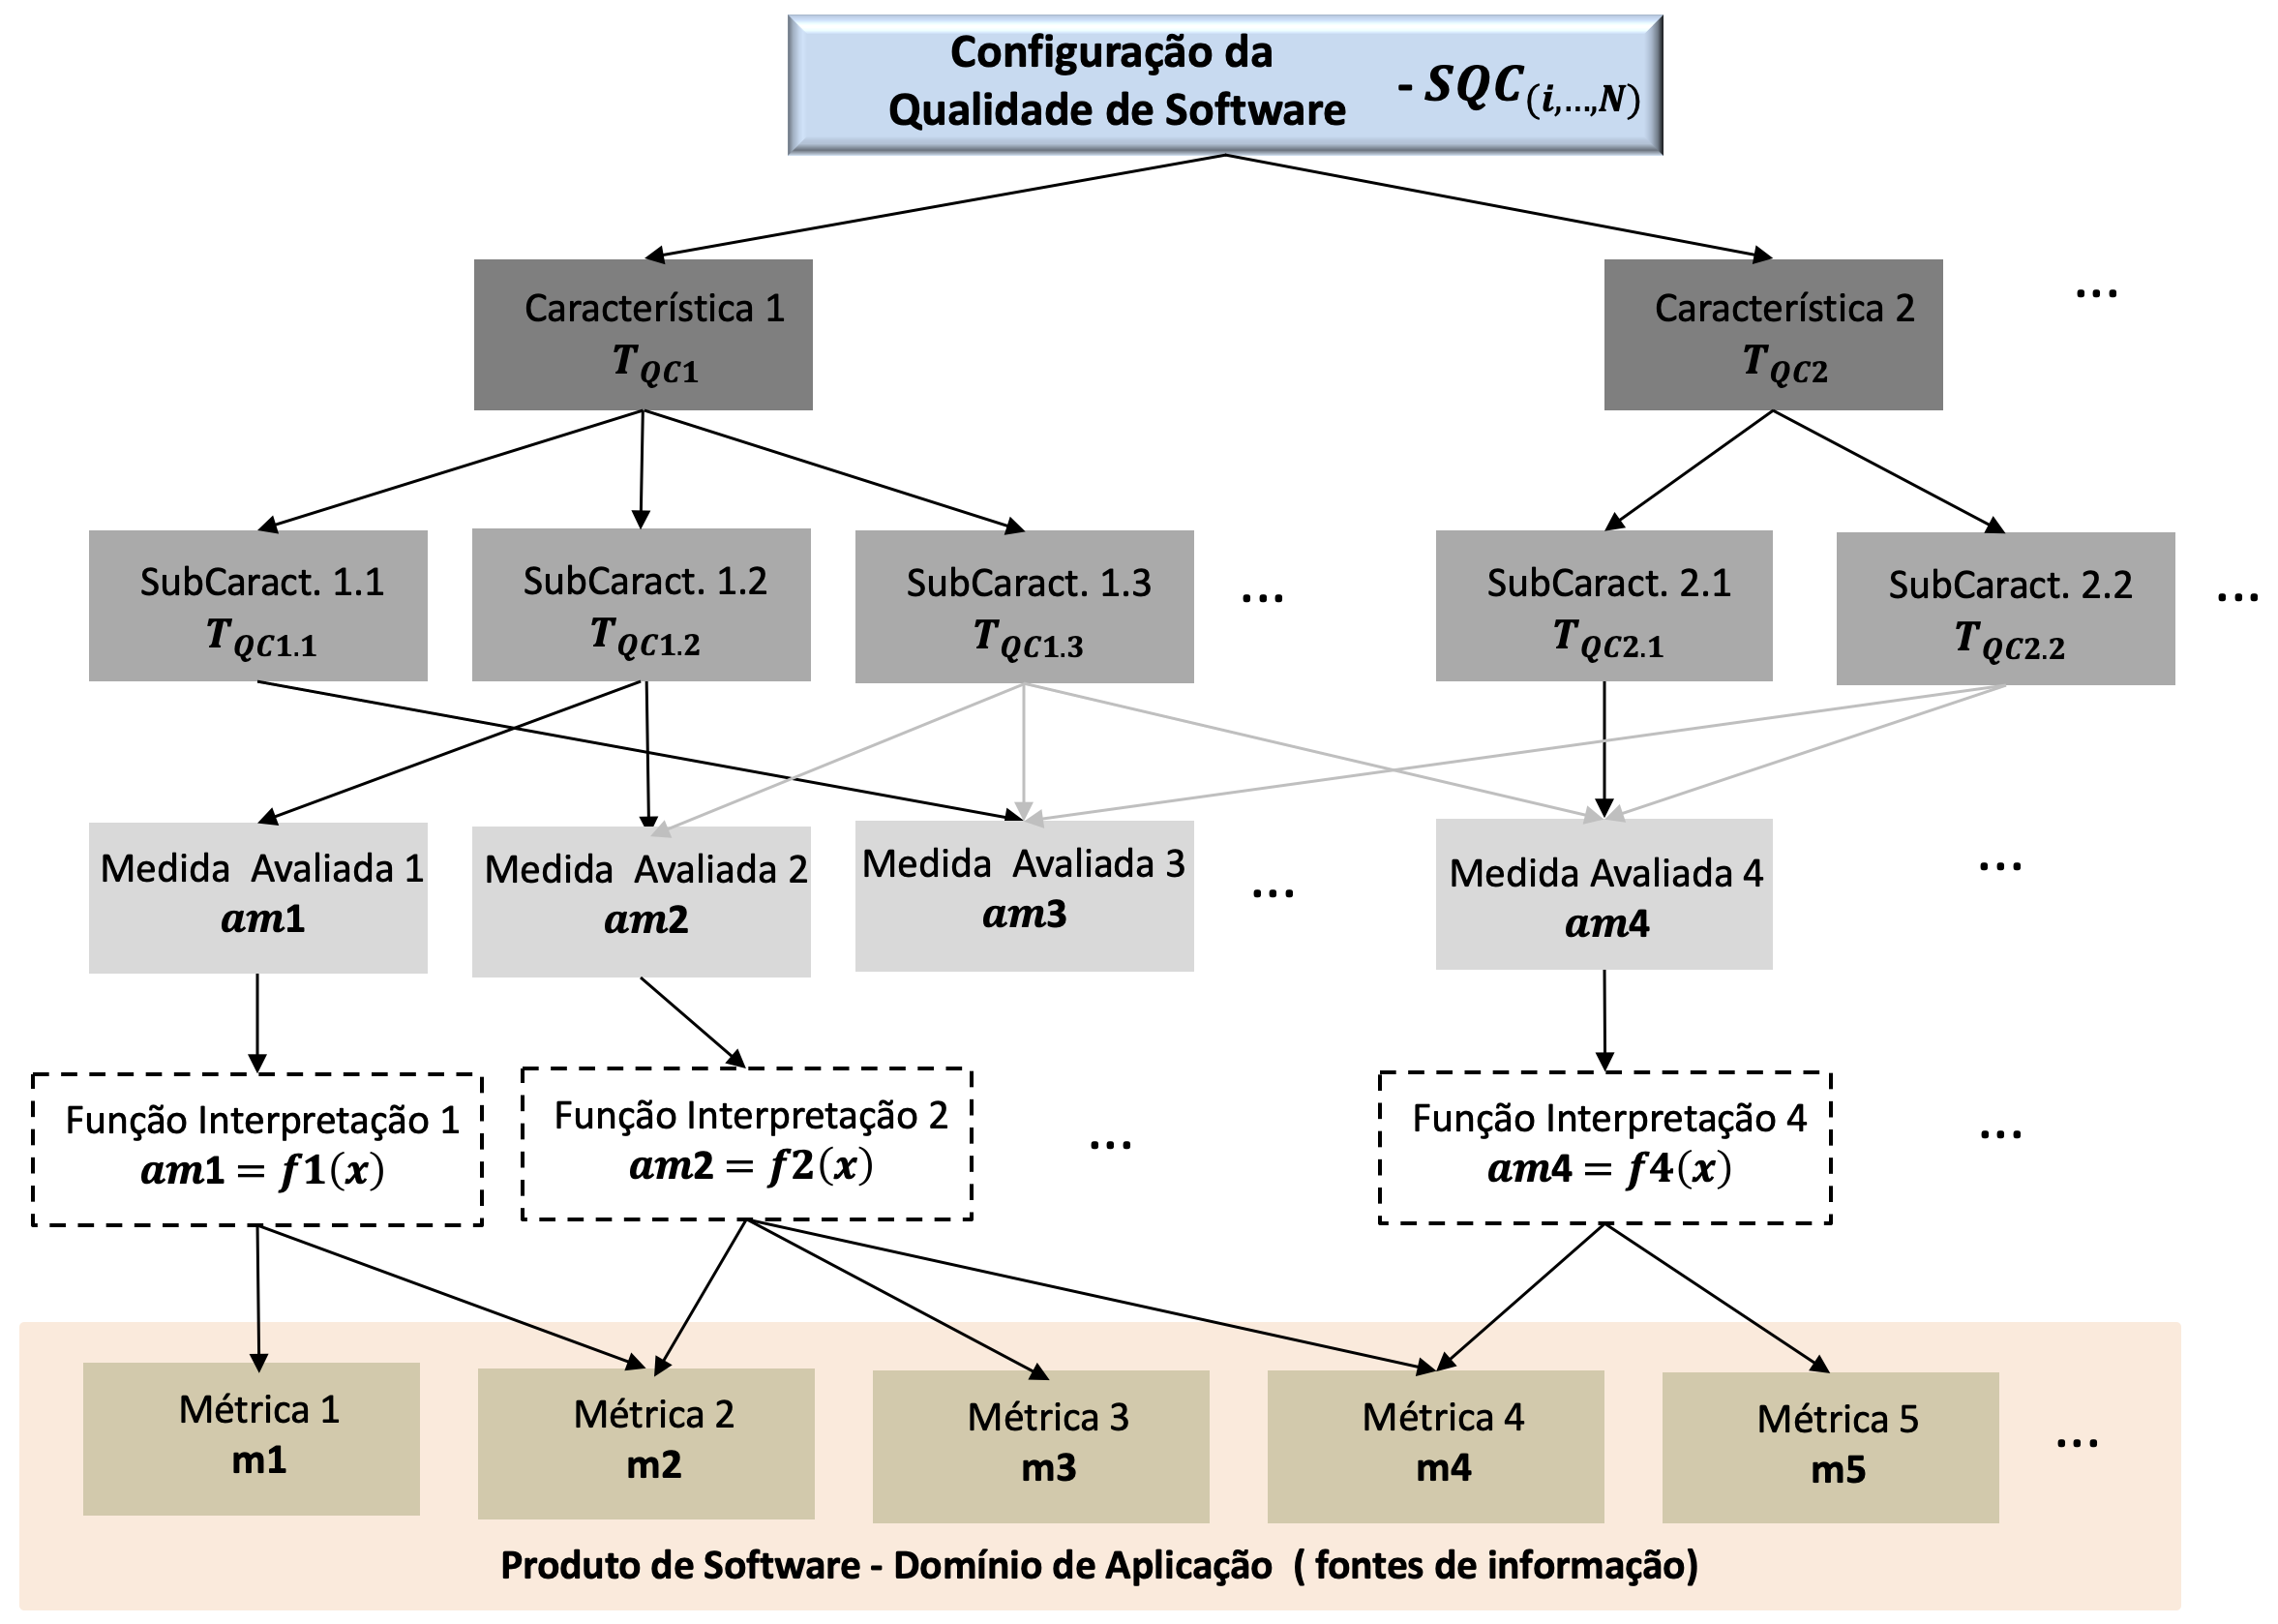 Configuração da
Qualidade de Software - SQC(i,...,N)
Característica 1
TQC1
Característica 2
TQC2
...
SubCaract. 1.1
TQC1.1
SubCaract. 1.2
TQC1.2
SubCaract. 1.3
TQC1.3
...
SubCaract. 2.1
TQC2.1
SubCaract. 2.2
TQC2.2
...
Medida Avaliada 1
am1
Medida Avaliada 2
am2
Medida Avaliada 3
am3
...
Medida Avaliada 4
am4
...
Função Interpretação 1
am1 = f1(x)
Função Interpretação 2
am2 = f2(x)
...
Função Interpretação 4
am4 = f4(x)
...
Métrica 1
m1
Métrica 2
m2
Métrica 3
m3
Métrica 4
m4
Métrica 5
m5
...
Produto de Software - Domínio de Aplicação ( fontes de informação)